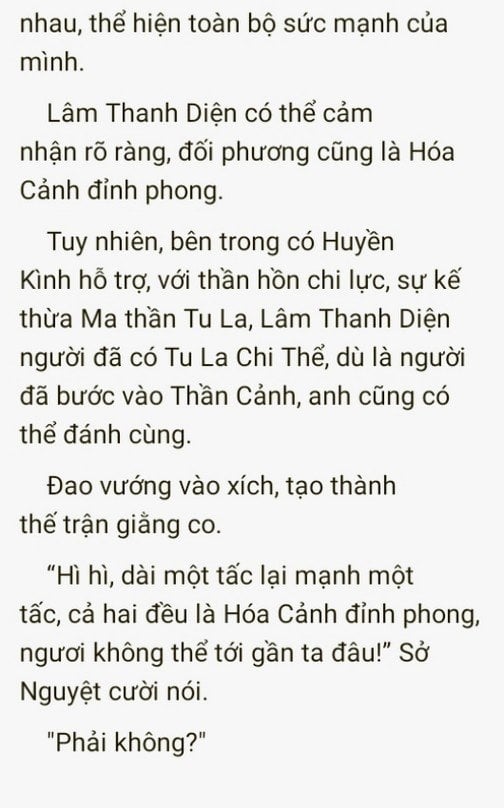 nhau, thể hiện toàn bộ sức mạnh của
mình.
Lâm Thanh Diện có thể cảm
nhận rõ ràng, đối phương cũng là Hóa
Cảnh đỉnh phong.
Tuy nhiên, bên trong có Huyền
Kình hỗ trợ, với thần hồn chi lực, sự kế
thừa Ma thần Tu La, Lâm Thanh Diện
người đã có Tu La Chi Thể, dù là người
đã bước vào Thần Cảnh, anh cũng có
thể đánh cùng.
Đao vướng vào xích, tạo thành
thế trận giằng co.
“Hì hì, dài một tấc lại mạnh một
tấc, cả hai đều là Hóa Cảnh đỉnh phong,
ngươi không thể tới gần ta đâu!” Sở
Nguyệt cười nói.
"Phải không?"